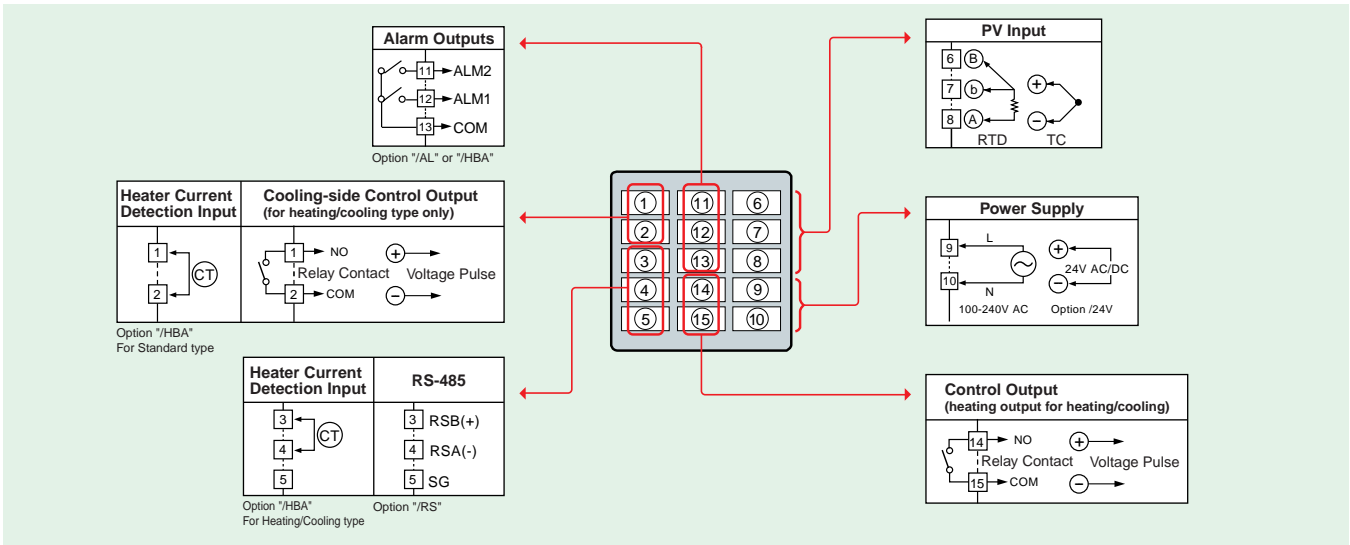 Alarm Outputs
11 ALM2
12 ALM1
13 COM
Option "/AL" or "/HBA"
PV Input
6 B
7 b
8 A
+
−
RTD TC
Heater Current
Detection Input
1
2
CT
Option "/HBA"
For Standard type
Cooling-side Control Output
(for heating/cooling type only)
1 NO
Relay Contact
2 COM
+
Voltage Pulse
−
1 11 6
2 12 7
3 13 8
4 14 9
5 15 10
Power Supply
9 L
10 N
100-240V AC
+
24V AC/DC
−
Option /24V
Heater Current
Detection Input
3
4
5
CT
Option "/HBA"
For Heating/Cooling type
RS-485
3 RSB(+)
4 RSA(-)
5 SG
Option "/RS"
Control Output
(heating output for heating/cooling)
14 NO
Relay Contact
15 COM
+
Voltage Pulse
−